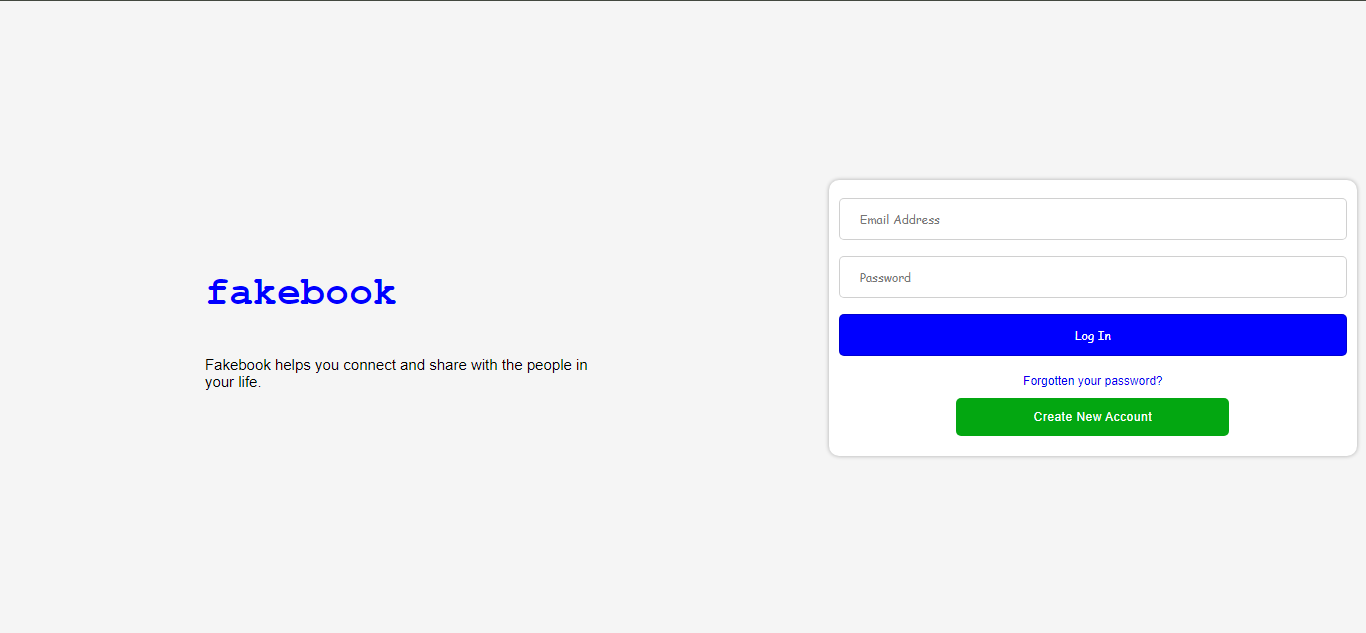 fakebook
Fakebook helps you connect and share with the people in
your life.
Email Address
Password
Log In
Forgotten your password?
Create New Account